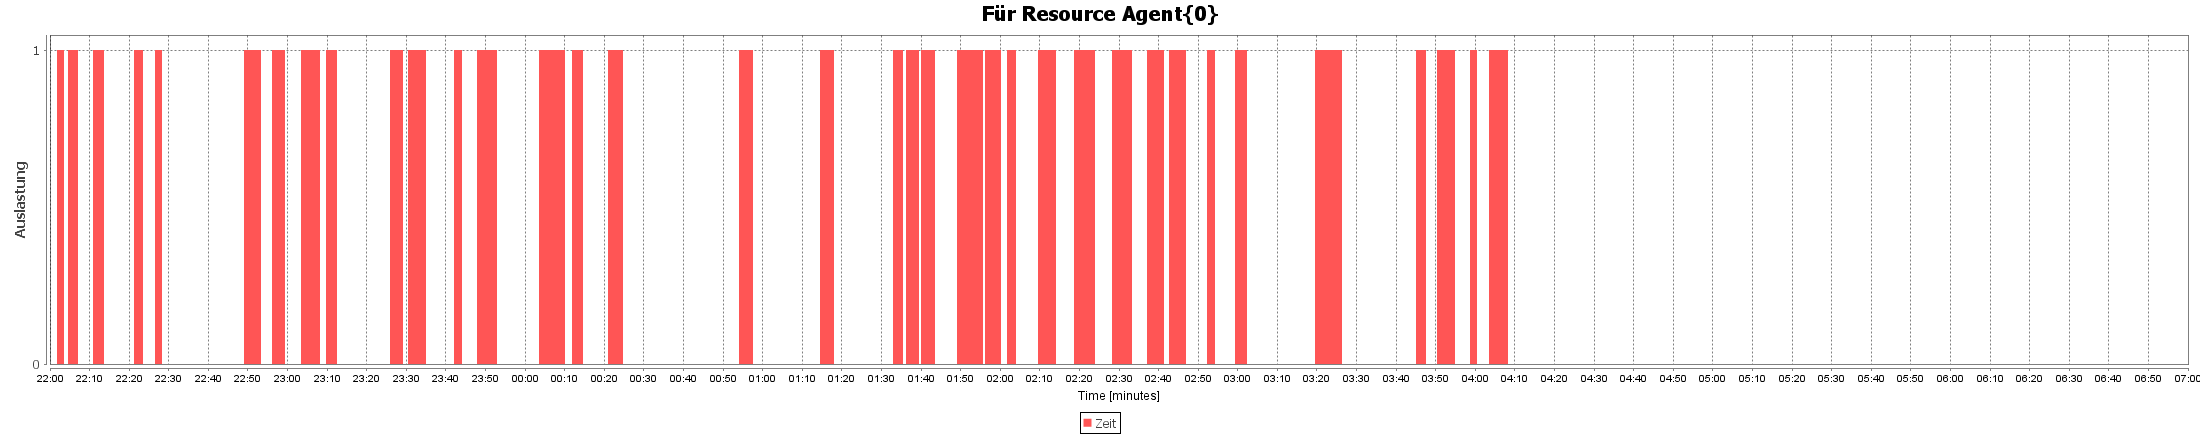 Für Resource Agent{0}
Auslastung
1
0
22:00 22:10 22:20 22:30 22:40 22:50 23:00 23:10 23:20 23:30 23:40 23:50 00:00 00:10 00:20 00:30 00:40 00:50 01:00 01:10 01:20 01:30 01:40 01:50 02:00 02:10 02:20 02:30 02:40 02:50 03:00 03:10 03:20 03:30 03:40 03:50 04:00 04:10 04:20 04:30 04:40 04:50 05:00 05:10 05:20 05:30 05:40 05:50 06:00 06:10 06:20 06:30 06:40 06:50 07:00
Time [minutes]
Zeit